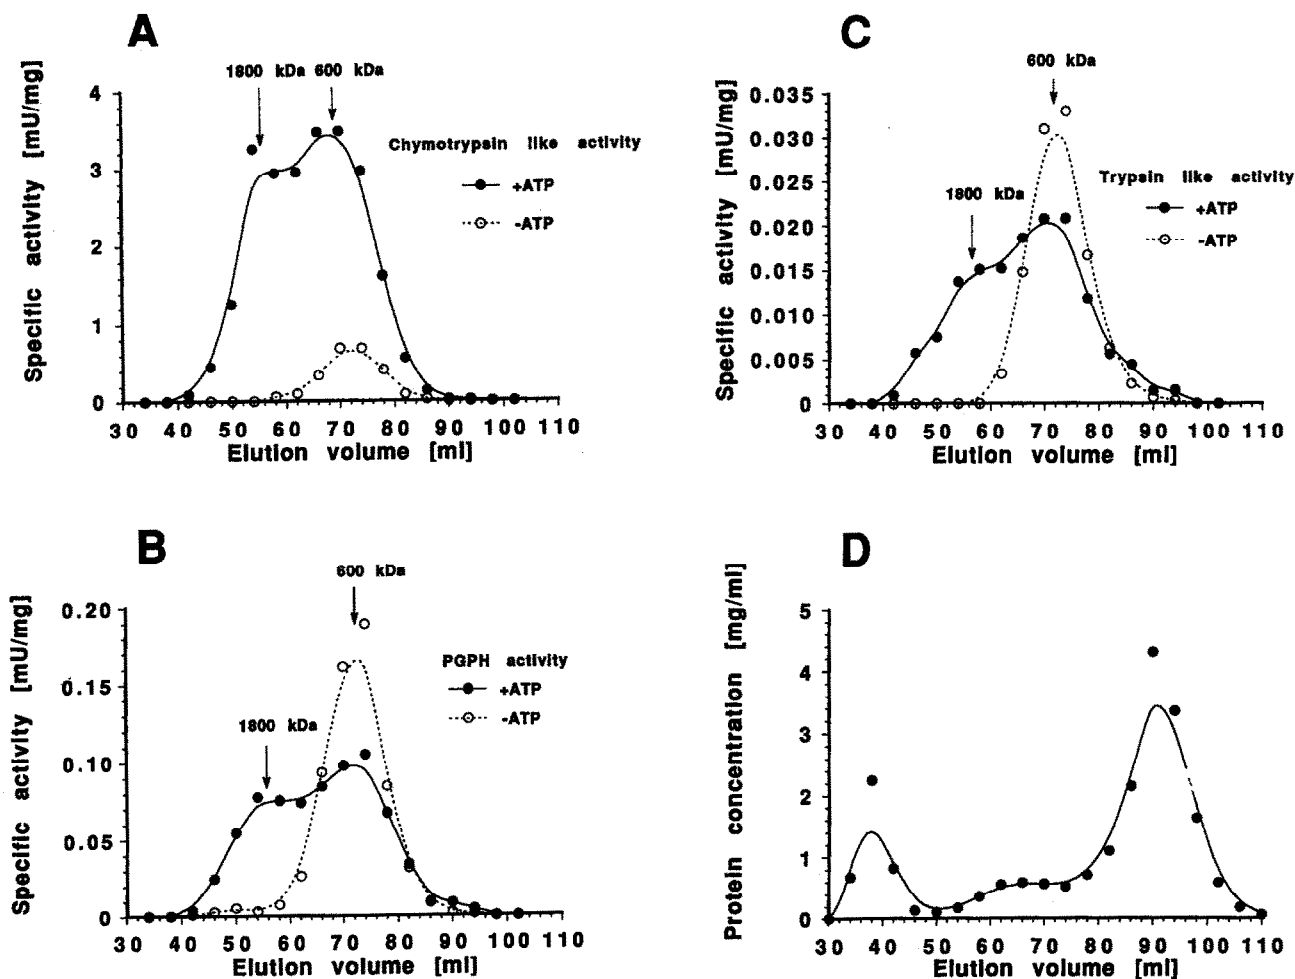 A
1800 kDa 600 kDa
Specific activity [mU/mg]
4
3
2
1
0
Chymotrypsin like activity
+ATP
-ATP
30 40 50 60 70 80 90 100 110
Elution volume [ml]
C
600 kDa
1800 kDa
Specific activity [mU/mg]
0.035
0.030
0.025
0.020
0.015
0.010
0.005
0
Trypsin like activity
+ATP
-ATP
30 40 50 60 70 80 90 100 110
Elution volume [ml]
B
600 kDa
1800 kDa
Specific activity [mU/mg]
0.20
0.15
0.10
0.05
0
PGPH activity
+ATP
-ATP
30 40 50 60 70 80 90 100 110
Elution volume [ml]
D
Protein concentration [mg/ml]
5
4
3
2
1
0
30 40 50 60 70 80 90 100 110
Elution volume [ml]